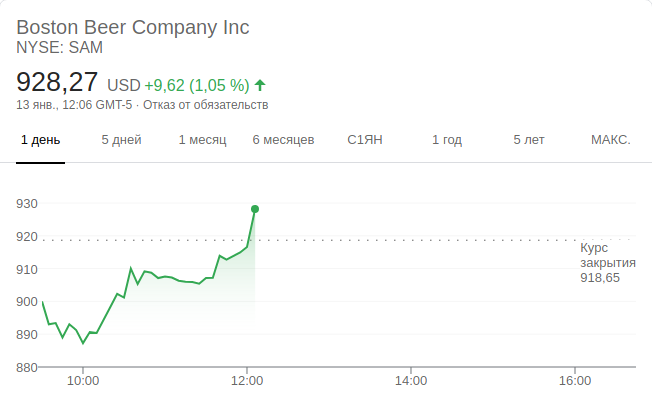 Boston Beer Company Inc
NYSE: SAM
928,27 USD +9,62 (1,05 %)
13 янв., 12:06 GMT-5 · Отказ от обязательств
1 день 5 дней 1 месяц 6 месяцев С1ЯН 1 год 5 лет МАКС.
930
920
Курс
закрытия
918,65
910
900
890
880
10:00 12:00 14:00 16:00